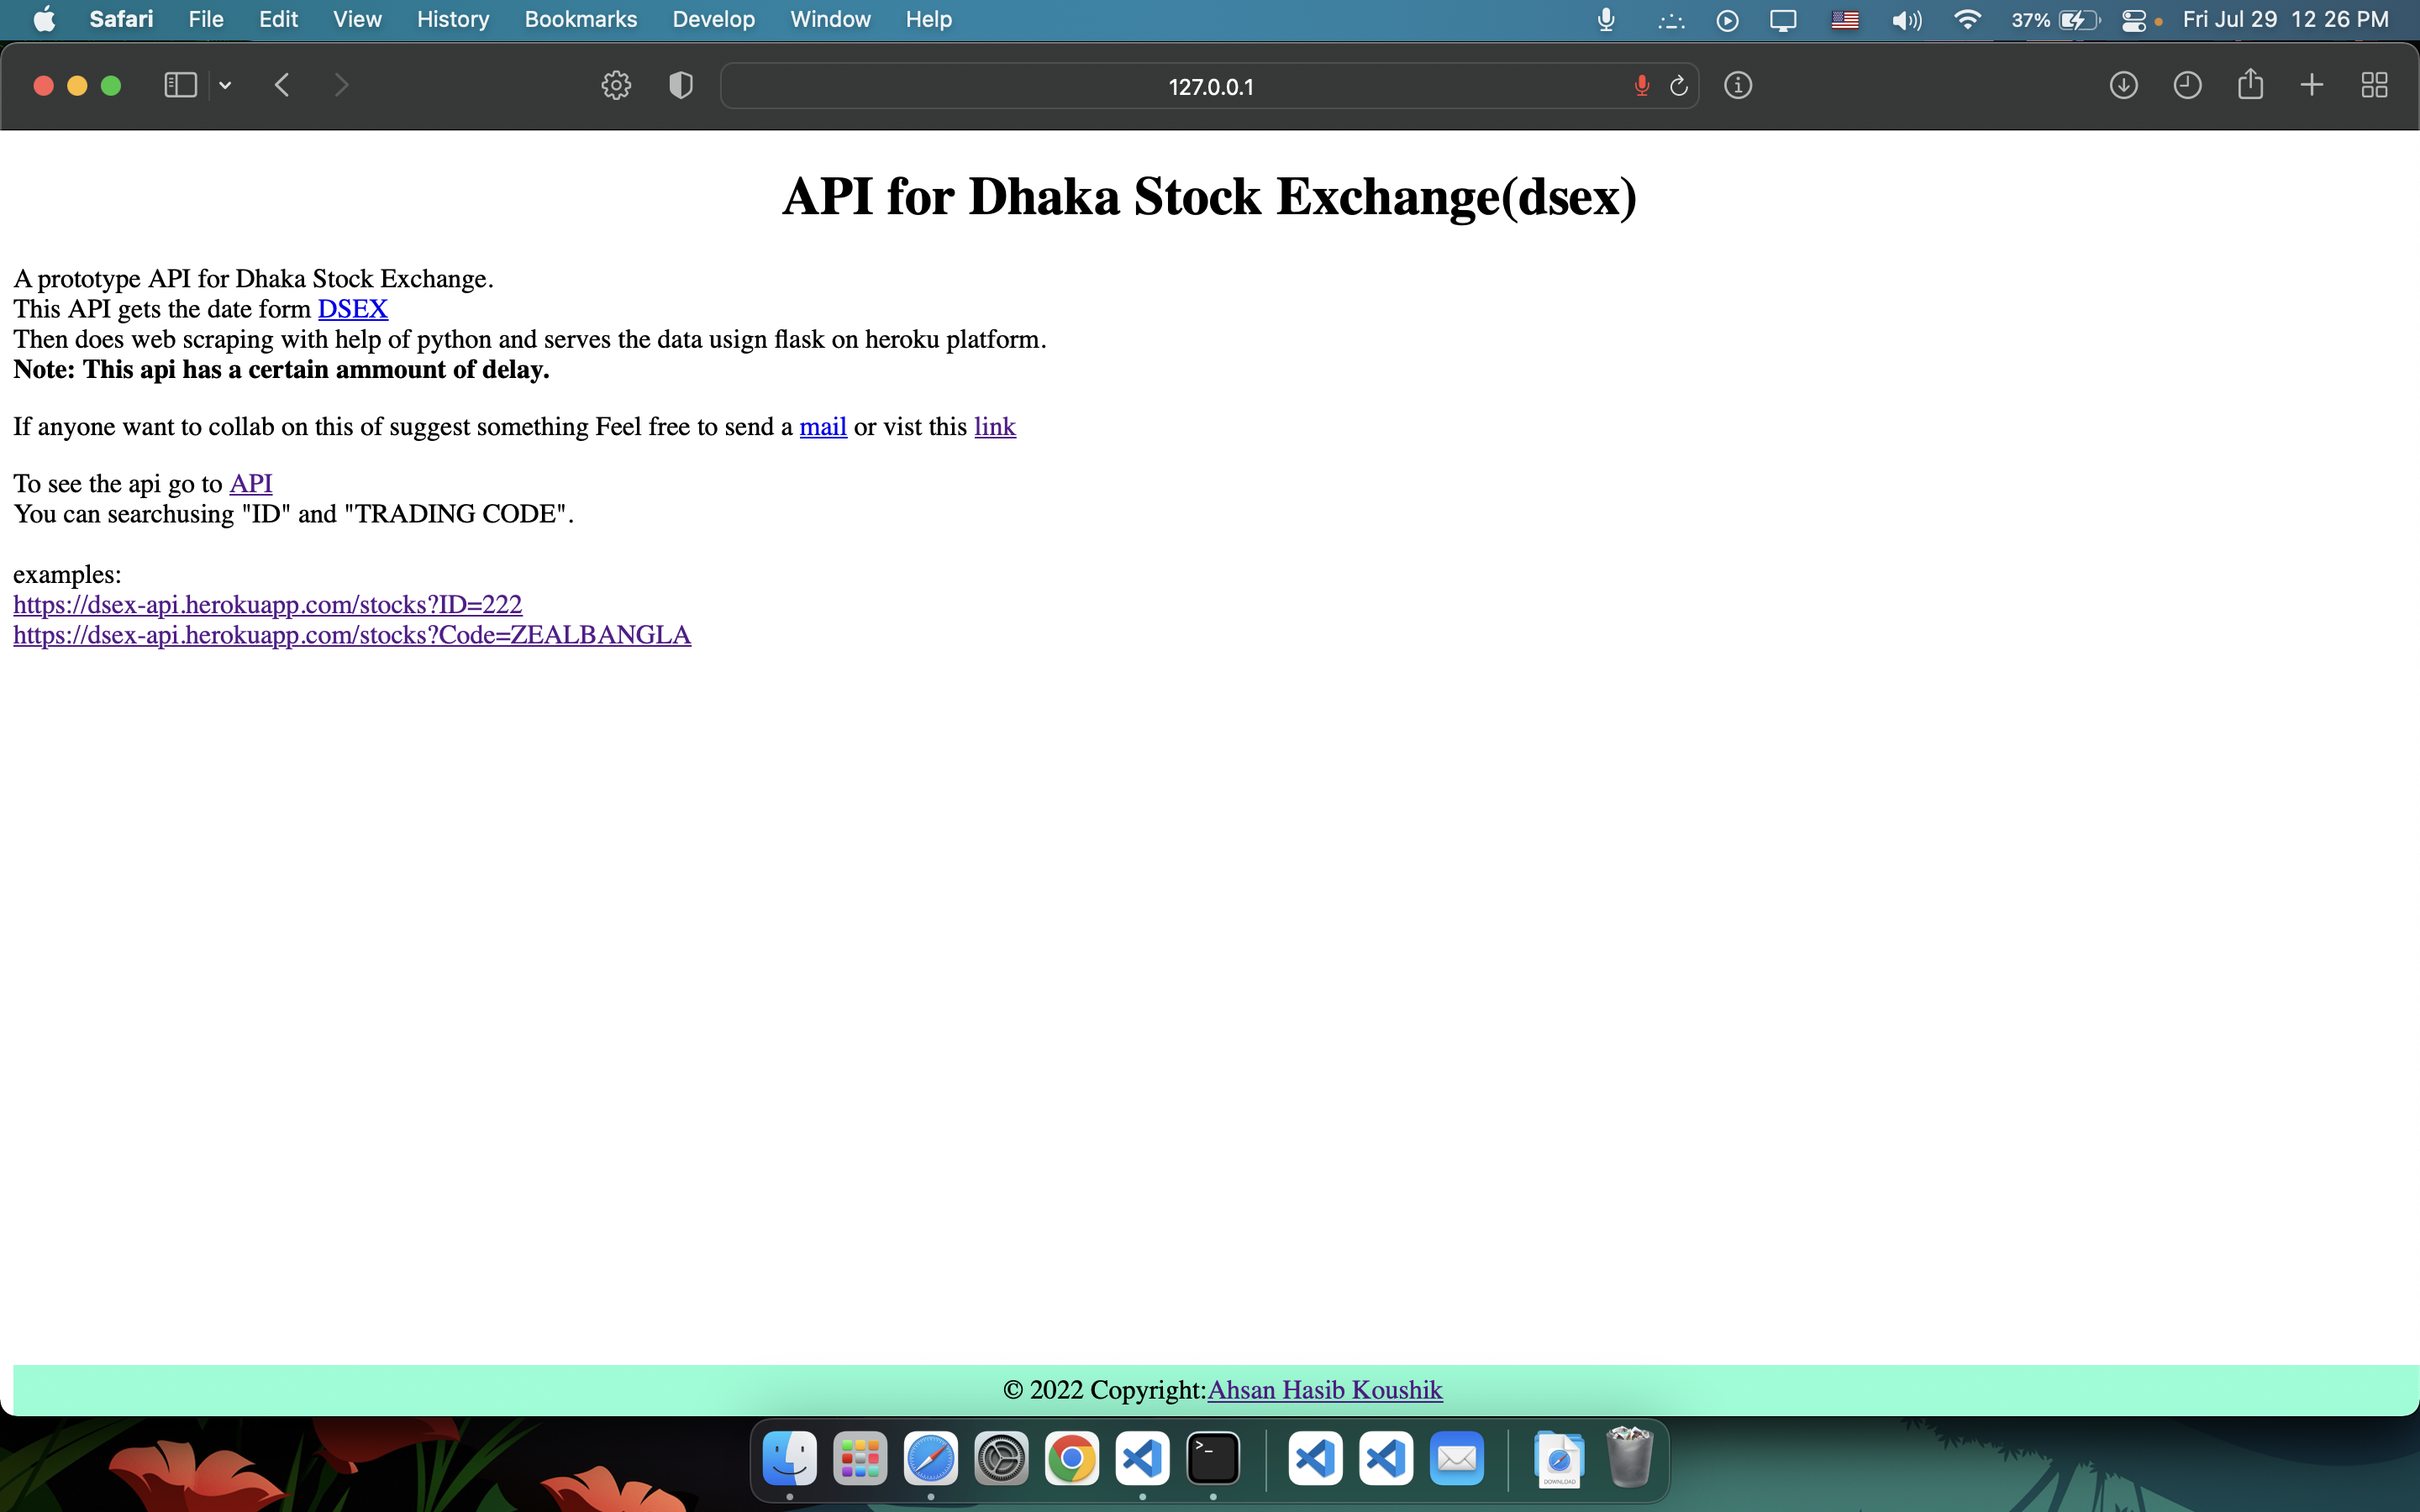 Safari File Edit View History Bookmarks Develop Window Help 37% Fri Jul 29 12 26 PM
127.0.0.1
API for Dhaka Stock Exchange(dsex)
A prototype API for Dhaka Stock Exchange.
This API gets the date form DSEX
Then does web scraping with help of python and serves the data usign flask on heroku platform.
Note: This api has a certain ammount of delay.
If anyone want to collab on this of suggest something Feel free to send a mail or vist this link
To see the api go to API
You can searchusing "ID" and "TRADING CODE".
examples:
https://dsex-api.herokuapp.com/stocks?ID=222
https://dsex-api.herokuapp.com/stocks?Code=ZEALBANGLA
© 2022 Copyright:Ahsan Hasib Koushik
DOWNLOAD